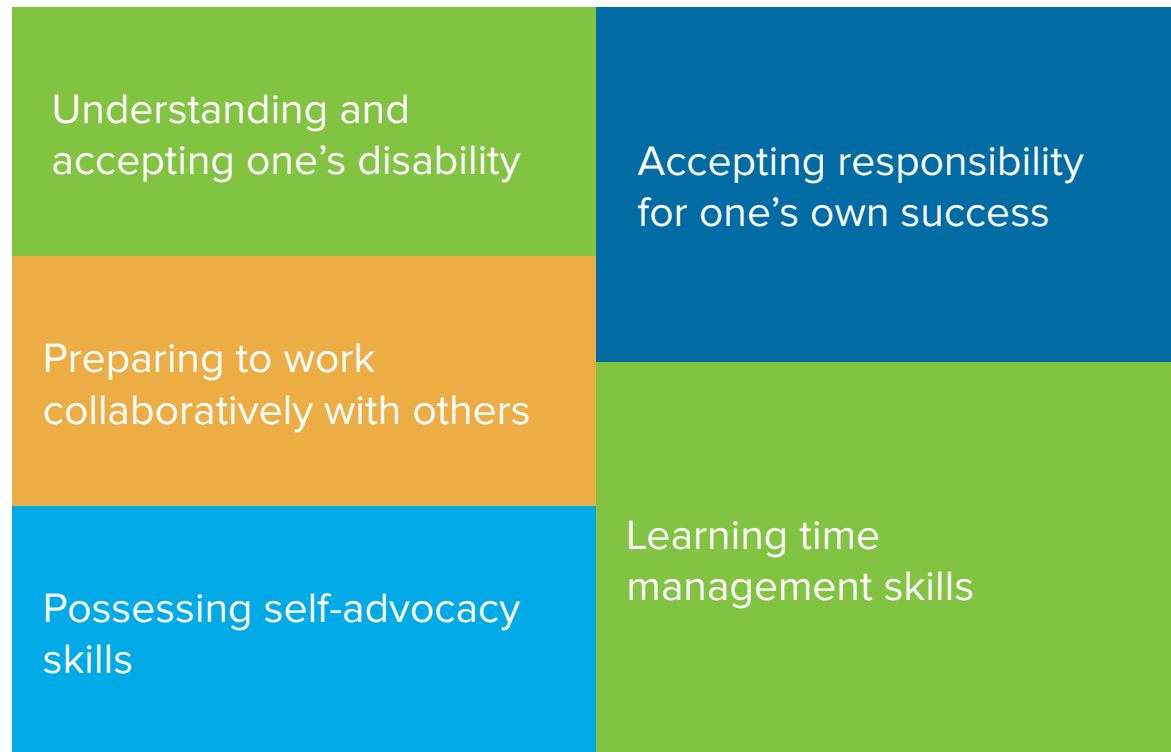 Understanding and
accepting one’s disability
Preparing to work
collaboratively with others
Possessing self-advocacy
skills
Accepting responsibility
for one’s own success
Learning time
management skills